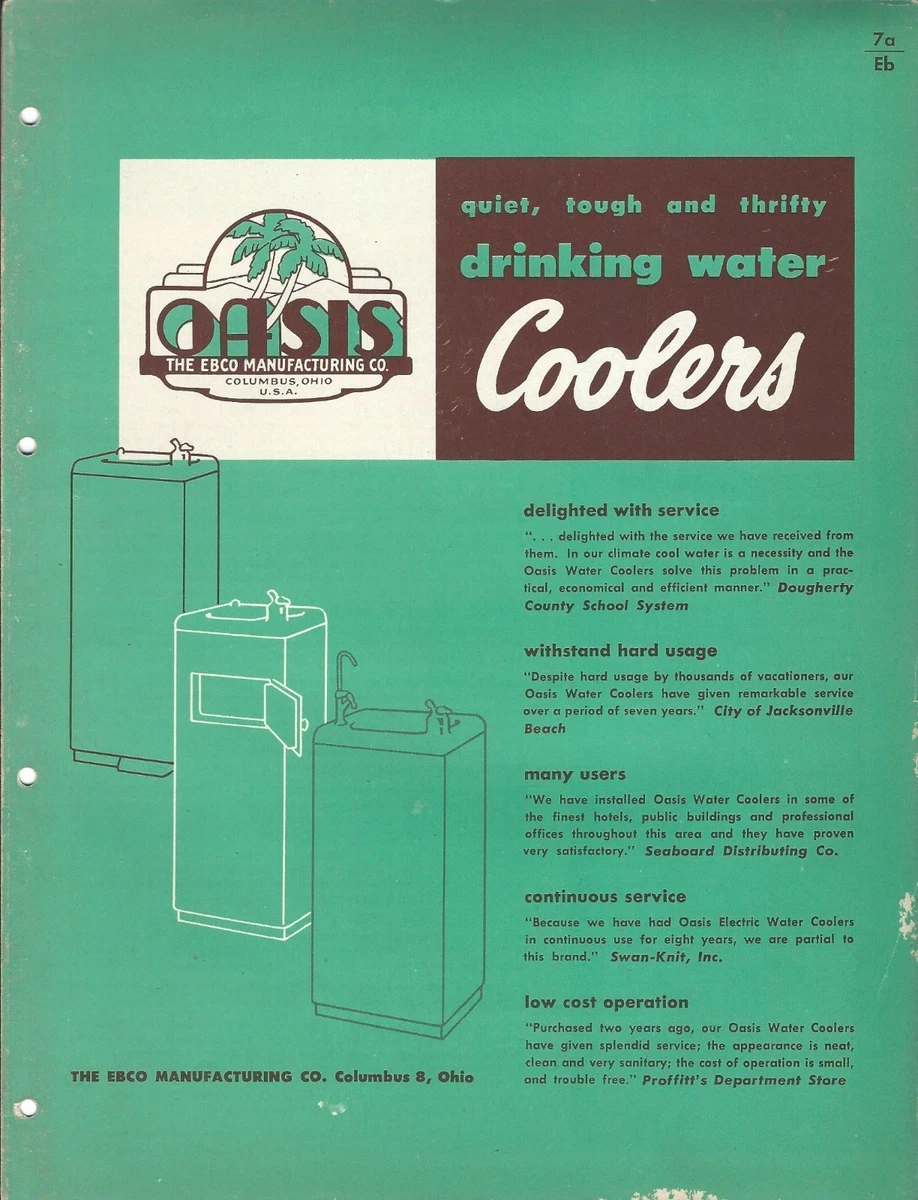 7a
Eb
quiet, tough and thrifty
drinking water
Coolers
OASIS
THE EBCO MANUFACTURING CO.
COLUMBUS, OHIO
U.S.A.
delighted with service
". . . delighted with the service we have received from
them. In our climate cool water is a necessity and the
Oasis Water Coolers solve this problem in a prac-
tical, economical and efficient manner." Dougherty
County School System
withstand hard usage
"Despite hard usage by thousands of vacationers, our
Oasis Water Coolers have given remarkable service
over a period of seven years." City of Jacksonville
Beach
many users
"We have installed Oasis Water Coolers in some of
the finest hotels, public buildings and professional
offices throughout this area and they have proven
very satisfactory." Seaboard Distributing Co.
continuous service
"Because we have had Oasis Electric Water Coolers
in continuous use for eight years, we are partial to
this brand." Swan-Knit, Inc.
low cost operation
"Purchased two years ago, our Oasis Water Coolers
have given splendid service; the appearance is neat,
clean and very sanitary; the cost of operation is small,
and trouble free." Proffitt's Department Store
THE EBCO MANUFACTURING CO. Columbus 8, Ohio